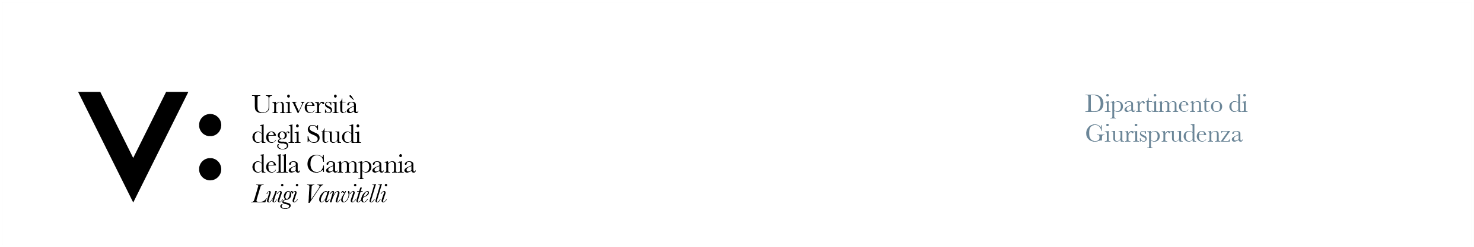 V:
Università
degli Studi
della Campania
Luigi Vanvitelli
Dipartimento di
Giurisprudenza